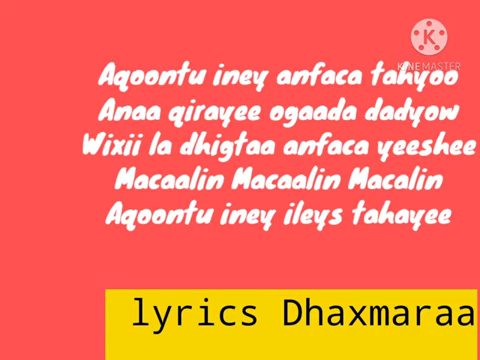 KINEMASTER
Aqoontu iney anfaca tahyoo
Anaa qirayee ogaada dadyow
Wixii la dhigtaa anfaca yeeshee
Macaalin Macaalin Macalin
Aqoontu iney ileys tahayee
lyrics Dhaxmaraa